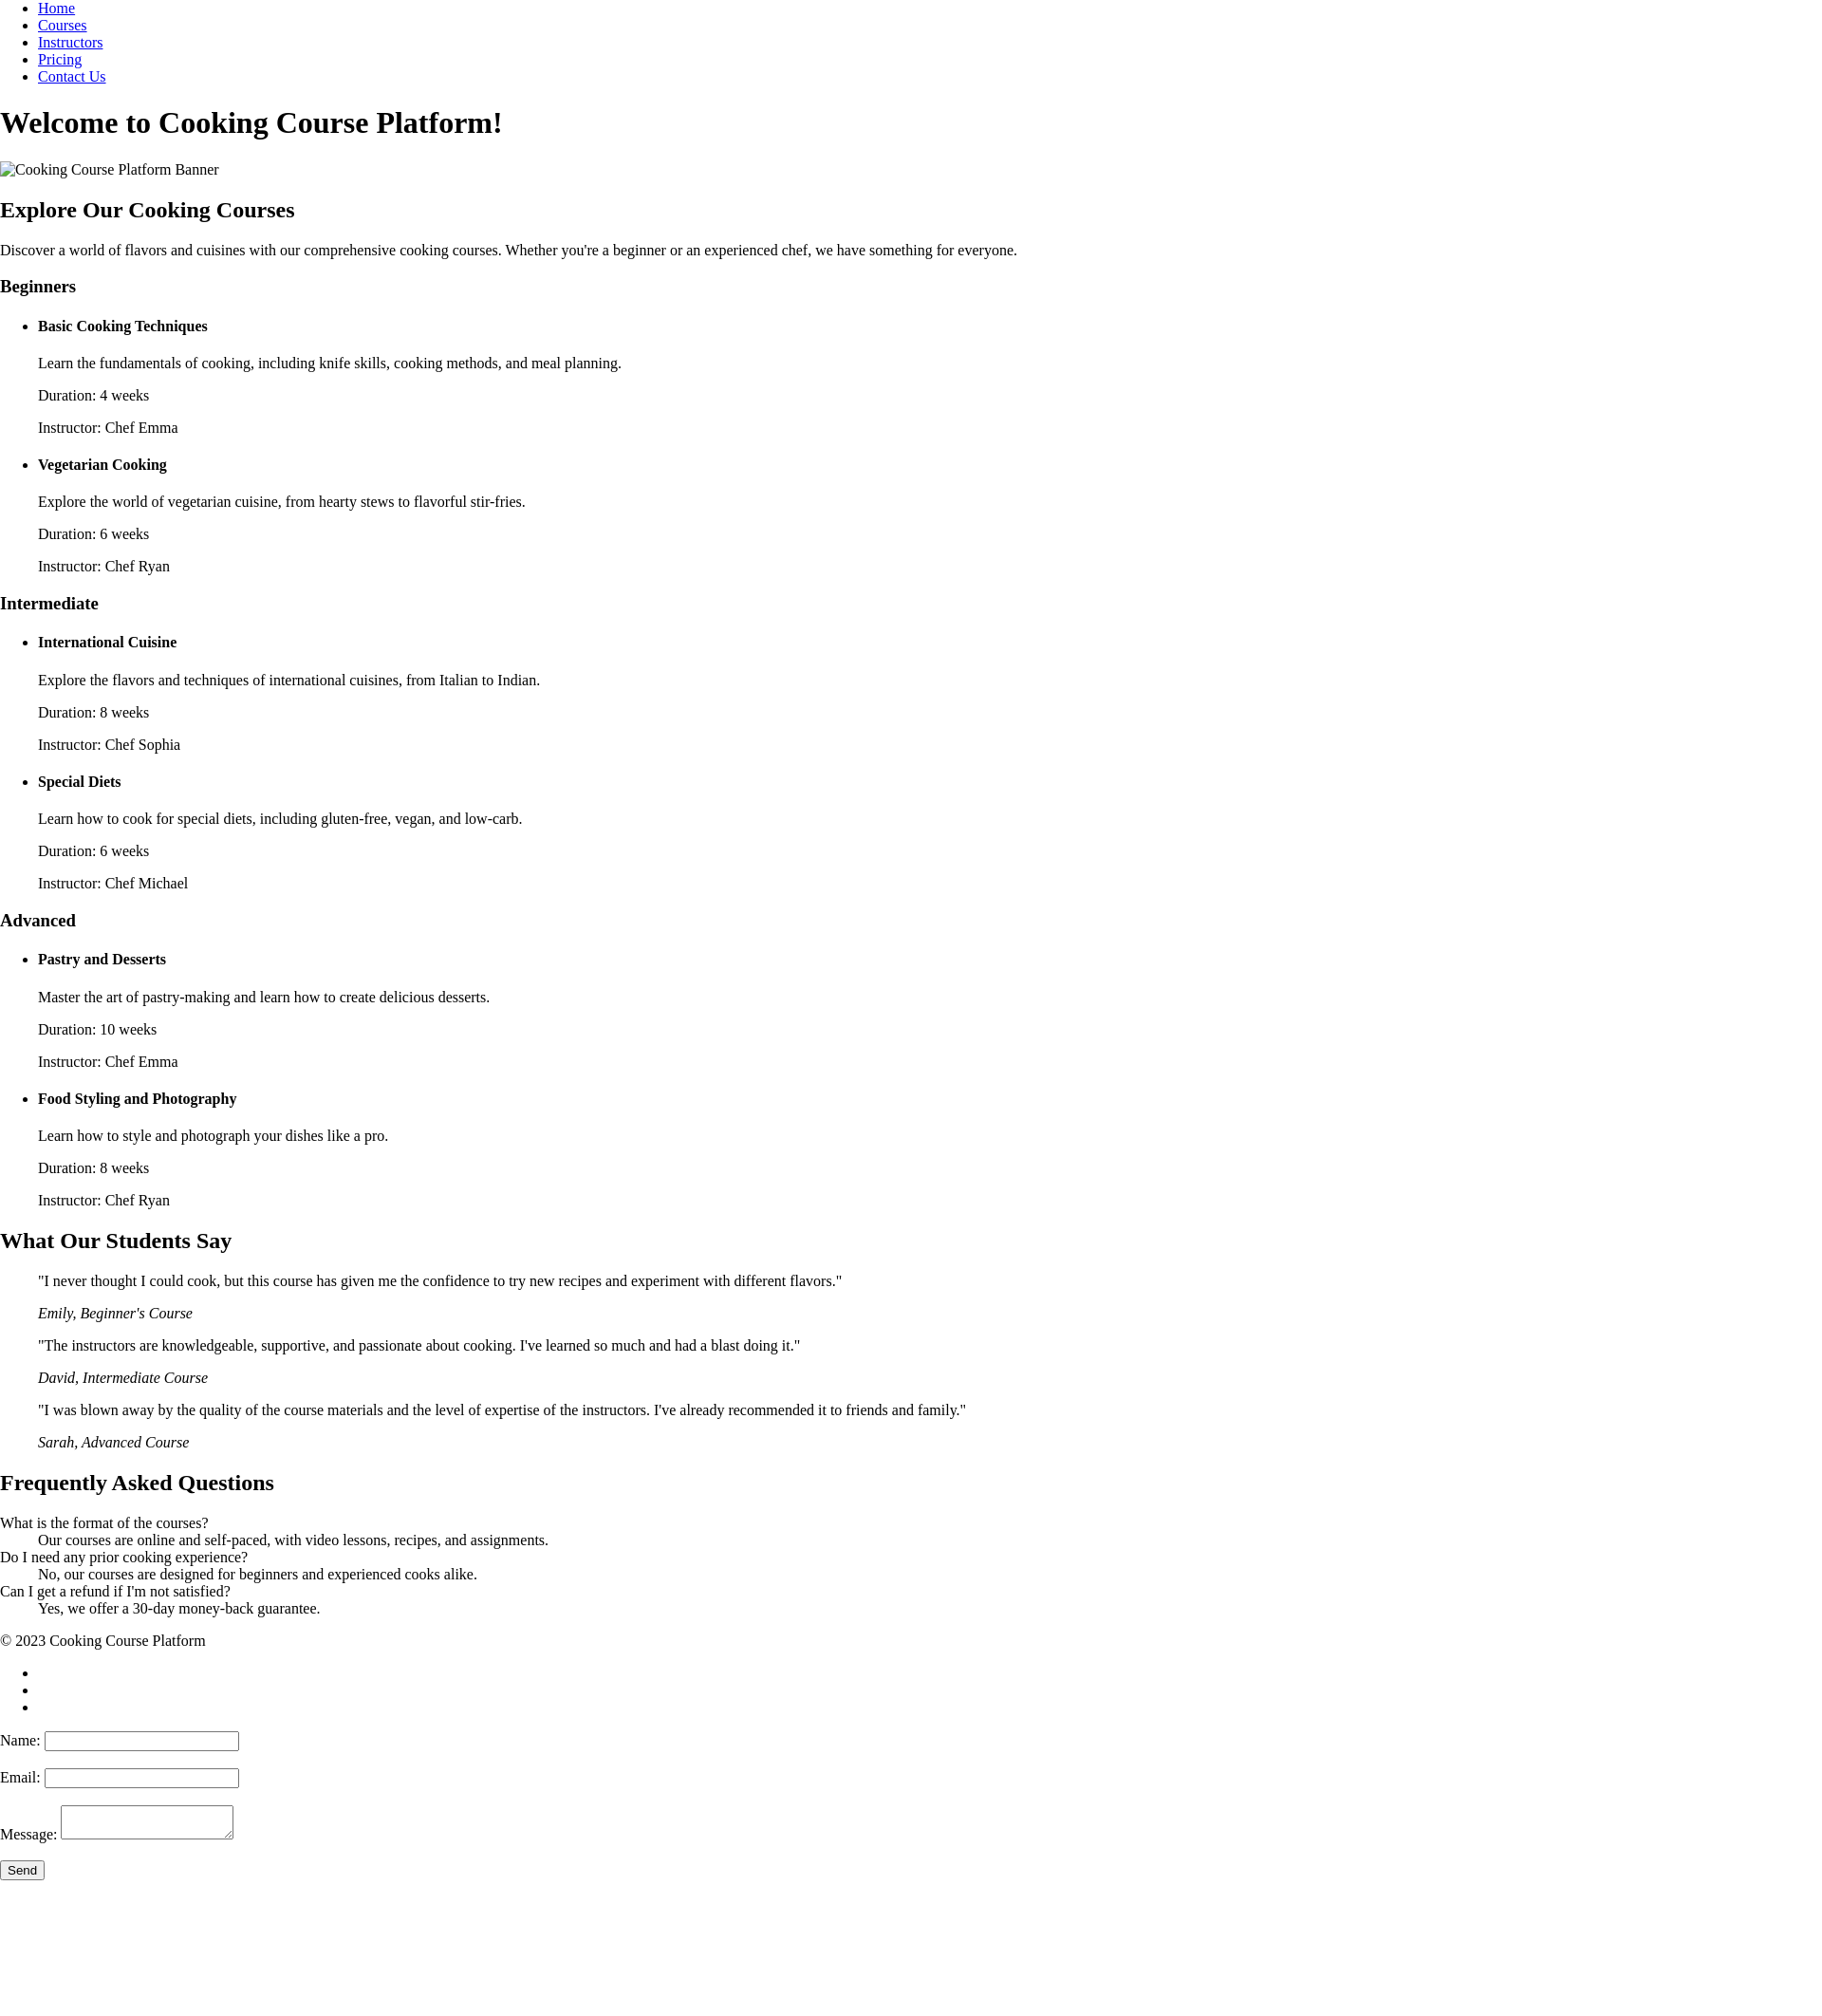 Home
Courses
Instructors
Pricing
Contact Us
Welcome to Cooking Course Platform!
Cooking Course Platform Banner
Explore Our Cooking Courses
Discover a world of flavors and cuisines with our comprehensive cooking courses. Whether you're a beginner or an experienced chef, we have something for everyone.
Beginners
Basic Cooking Techniques
Learn the fundamentals of cooking, including knife skills, cooking methods, and meal planning.
Duration: 4 weeks
Instructor: Chef Emma
Vegetarian Cooking
Explore the world of vegetarian cuisine, from hearty stews to flavorful stir-fries.
Duration: 6 weeks
Instructor: Chef Ryan
Intermediate
International Cuisine
Explore the flavors and techniques of international cuisines, from Italian to Indian.
Duration: 8 weeks
Instructor: Chef Sophia
Special Diets
Learn how to cook for special diets, including gluten-free, vegan, and low-carb.
Duration: 6 weeks
Instructor: Chef Michael
Advanced
Pastry and Desserts
Master the art of pastry-making and learn how to create delicious desserts.
Duration: 10 weeks
Instructor: Chef Emma
Food Styling and Photography
Learn how to style and photograph your dishes like a pro.
Duration: 8 weeks
Instructor: Chef Ryan
What Our Students Say
"I never thought I could cook, but this course has given me the confidence to try new recipes and experiment with different flavors."
Emily, Beginner's Course
"The instructors are knowledgeable, supportive, and passionate about cooking. I've learned so much and had a blast doing it."
David, Intermediate Course
"I was blown away by the quality of the course materials and the level of expertise of the instructors. I've already recommended it to friends and family."
Sarah, Advanced Course
Frequently Asked Questions
What is the format of the courses?
Our courses are online and self-paced, with video lessons, recipes, and assignments.
Do I need any prior cooking experience?
No, our courses are designed for beginners and experienced cooks alike.
Can I get a refund if I'm not satisfied?
Yes, we offer a 30-day money-back guarantee.
© 2023 Cooking Course Platform
Name:
Email:
Message:
Send